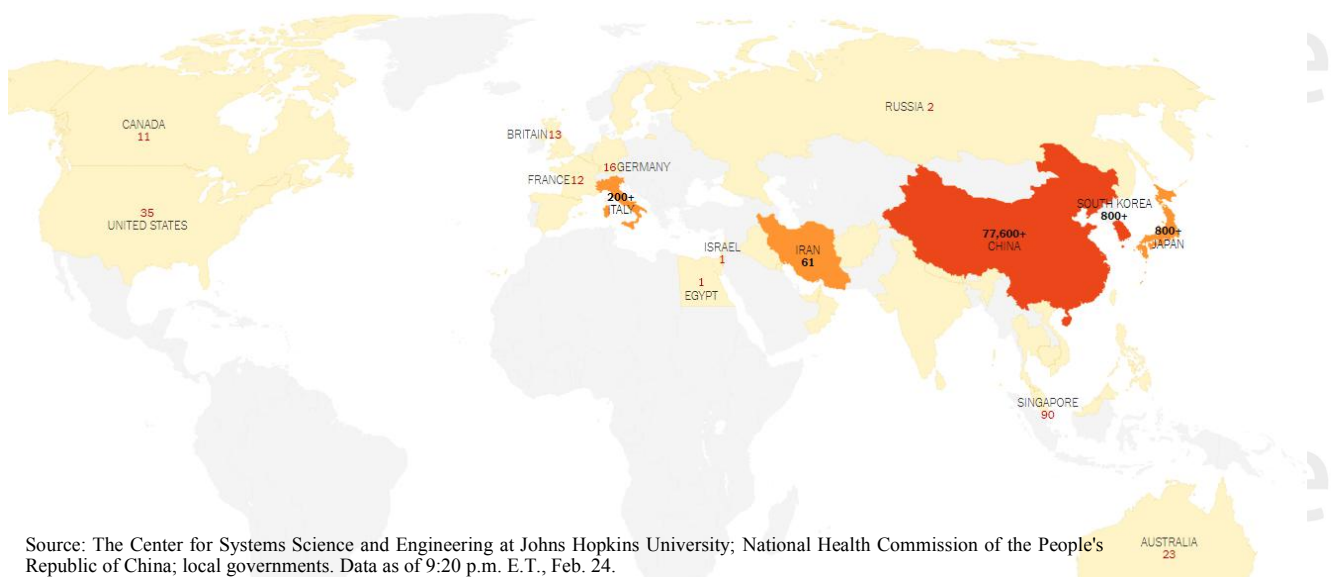 RUSSIA 2
CANADA
11
BRITAIN13
16GERMANY
FRANCE12
200+
ITALY
SOUTH KOREA
800+
35
UNITED STATES
77,600+
CHINA
800+
JAPAN
ISRAEL
1
IRAN
61
1
EGYPT
SINGAPORE
90
AUSTRALIA
23
Source: The Center for Systems Science and Engineering at Johns Hopkins University; National Health Commission of the People's
Republic of China; local governments. Data as of 9:20 p.m. E.T., Feb. 24.